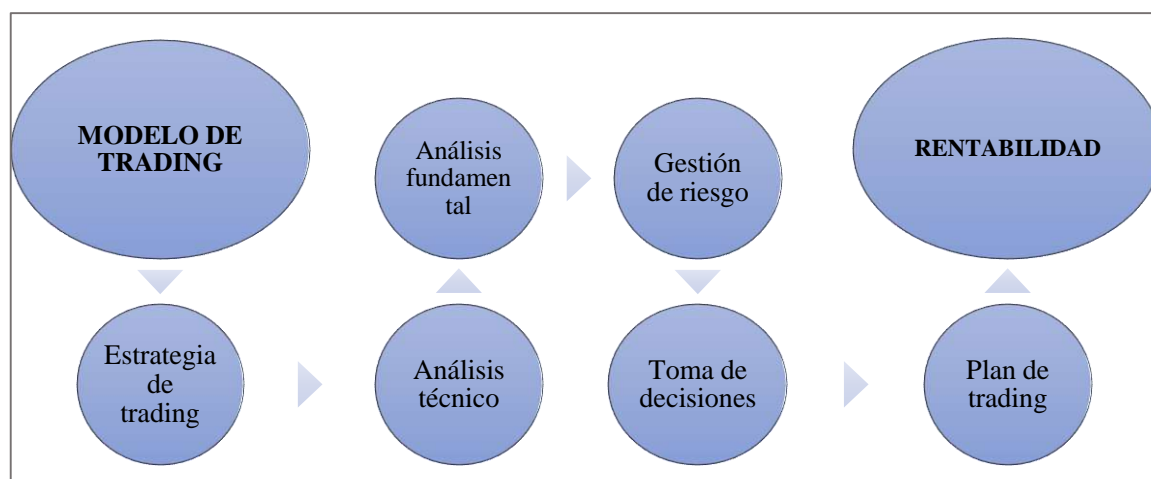 MODELO DE
TRADING
Estrategia
de
trading
Análisis
técnico
Análisis
fundamen
tal
Gestión
de riesgo
Toma de
decisiones
Plan de
trading
RENTABILIDAD